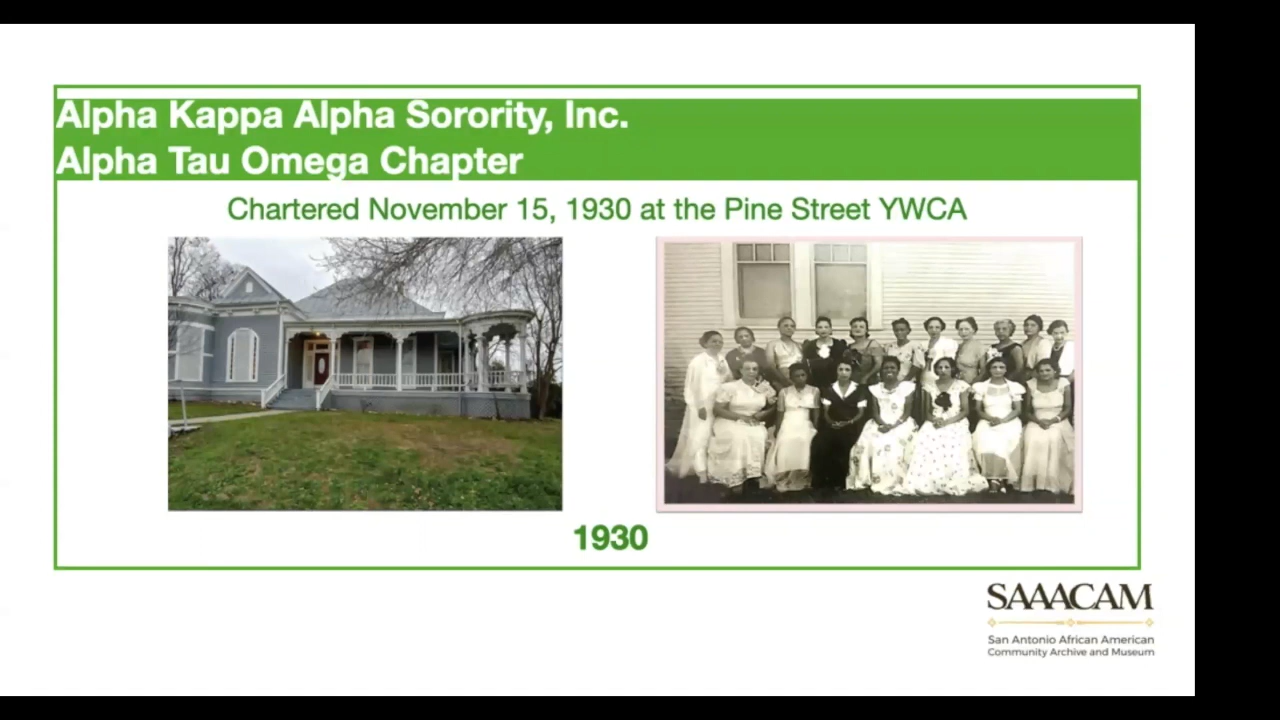 Alpha Kappa Alpha Sorority, Inc.
Alpha Tau Omega Chapter
Chartered November 15, 1930 at the Pine Street YWCA
1930
SAAACAM
San Antonio African American
Community Archive and Museum